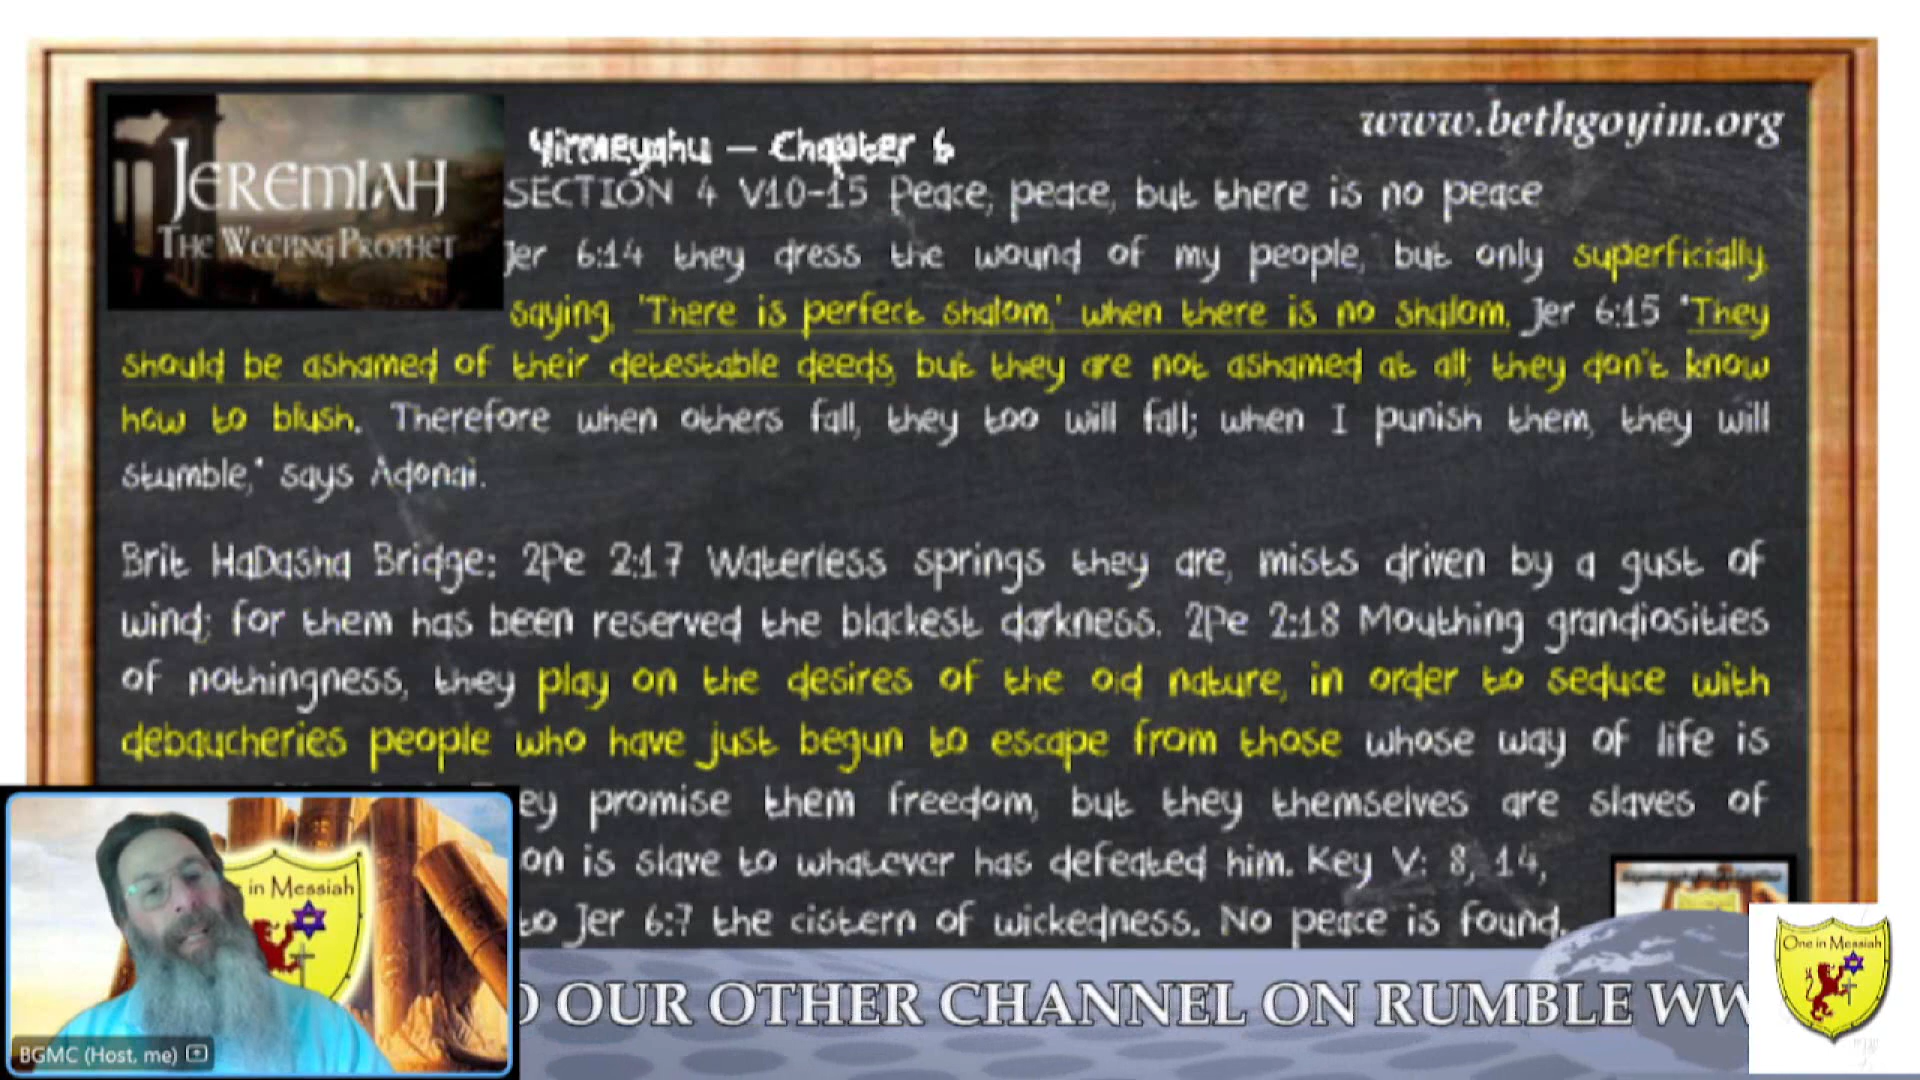 www.bethgoyim.org
JEREMIAH
THE WEEPING PROPHET
Yirmeyahu – Chapter 6
SECTION 4 V10-15 Peace, peace, but there is no peace
Jer 6:14 they dress the wound of my people, but only superficially,
saying, 'There is perfect shalom,' when there is no shalom. Jer 6:15 "They
should be ashamed of their detestable deeds, but they are not ashamed at all; they don't know
how to blush. Therefore when others fall, they too will fall; when I punish them, they will
stumble," says Adonai.
Brit HaDasha Bridge: 2Pe 2:17 Waterless springs they are, mists driven by a gust of
wind; for them has been reserved the blackest darkness. 2Pe 2:18 Mouthing grandiosities
of nothingness, they play on the desires of the old nature, in order to seduce with
debaucheries people who have just begun to escape from those whose way of life is
ey promise them freedom, but they themselves are slaves of
on is slave to whatever has defeated him. Key V: 8, 14,
to Jer 6:7 the cistern of wickedness. No peace is found.
in Messiah
BGMC (Host, me)
OUR OTHER CHANNEL ON RUMBLE WW
One in Messiah